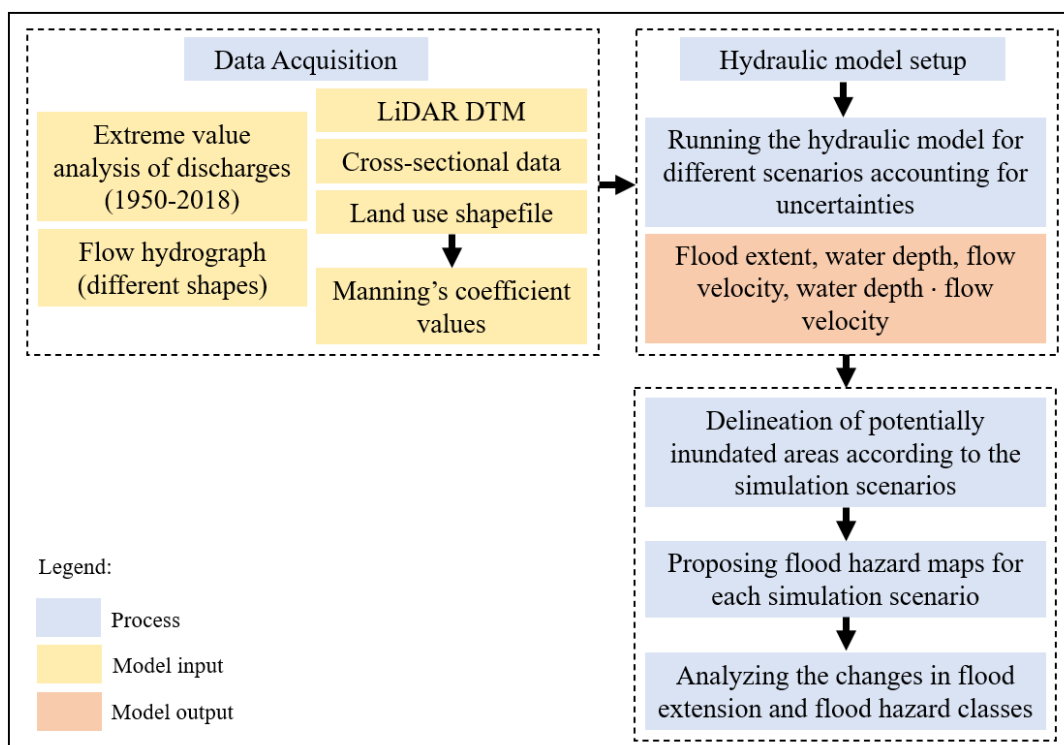 Data Acquisition
Extreme value
analysis of discharges
(1950-2018)
Flow hydrograph
(different shapes)
LiDAR DTM
Cross-sectional data
Land use shapefile
Manning's coefficient
values
Hydraulic model setup
Running the hydraulic model for
different scenarios accounting for
uncertainties
Flood extent, water depth, flow
velocity, water depth · flow
velocity
Delineation of potentially
inundated areas according to the
simulation scenarios
Proposing flood hazard maps for
each simulation scenario
Analyzing the changes in flood
extension and flood hazard classes
Legend:
Process
Model input
Model output